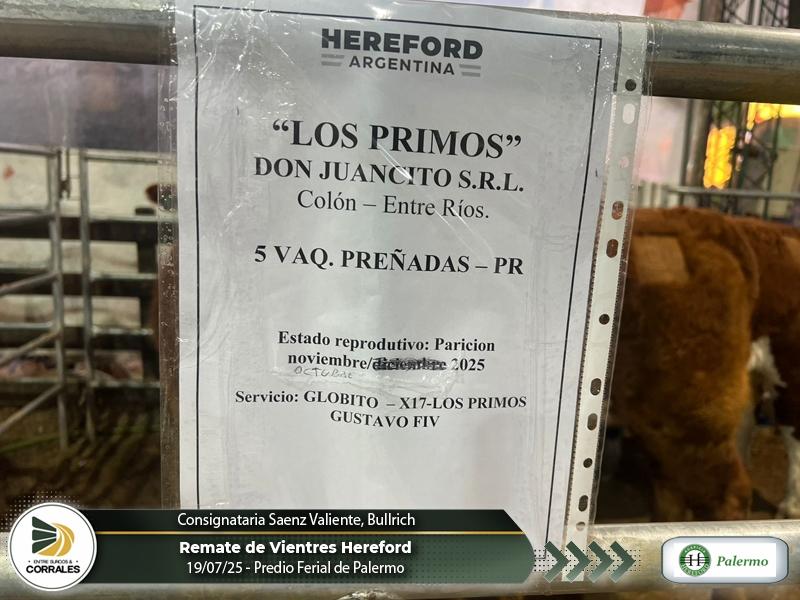 HEREFORD
ARGENTINA
“LOS PRIMOS”
DON JUANCITO S.R.L.
Colón – Entre Ríos.
5 VAQ. PREÑADAS – PR
Estado reprodutivo: Paricion
noviembre/diciembre 2025
OCTUBRE
Servicio: GLOBITO – X17-LOS PRIMOS
GUSTAVO FIV
Consignataria Saenz Valiente, Bullrich
Remate de Vientres Hereford
19/07/25 - Predio Ferial de Palermo
ENTRE SURCOS &
CORRALES
H
Palermo